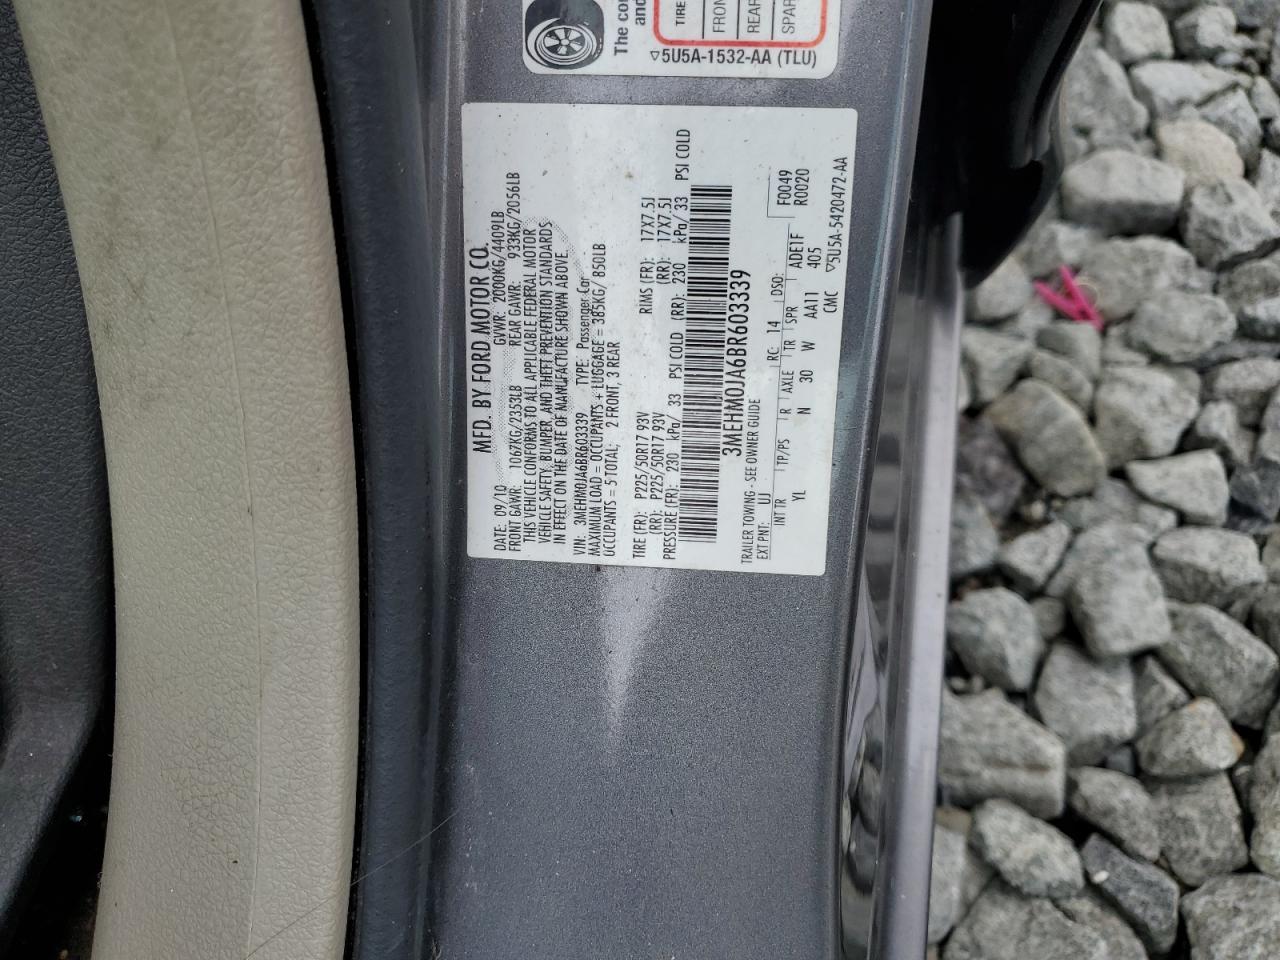 The co
and
TIRE
FRON
REAR
SPAR
▽5U5A-1532-AA (TLU)
MFD. BY FORD MOTOR CO.
DATE: 09/10 GVWR: 2000KG/4409LB
FRONT GAWR: 1067KG/2353LB REAR GAWR: 933KG/2056LB
THIS VEHICLE CONFORMS TO ALL APPLICABLE FEDERAL MOTOR
VEHICLE SAFETY, BUMPER, AND THEFT PREVENTION STANDARDS
IN EFFECT ON THE DATE OF MANUFACTURE SHOWN ABOVE.
VIN: 3MEHM0JA6BR603339 TYPE: Passenger Car
MAXIMUM LOAD = OCCUPANTS + LUGGAGE = 385KG/ 850LB
OCCUPANTS = 5 TOTAL; 2 FRONT, 3 REAR
TIRE (FR): P225/50R17 93V RIMS (FR): 17X7.5J
(RR): P225/50R17 93V (RR): 17X7.5J
PRESSURE (FR): 230 kPa/ 33 PSI COLD (RR): 230 kPa/ 33 PSI COLD
3MEHM0JA6BR603339
TRAILER TOWING - SEE OWNER GUIDE
EXT PNT: UJ RC: 14 DSO: F0049
R0020
INT TR TP/PS R AXLE TR SPR ADE1F
YL N 30 W AA11 405
CMC ▽5U5A-5420472-AA